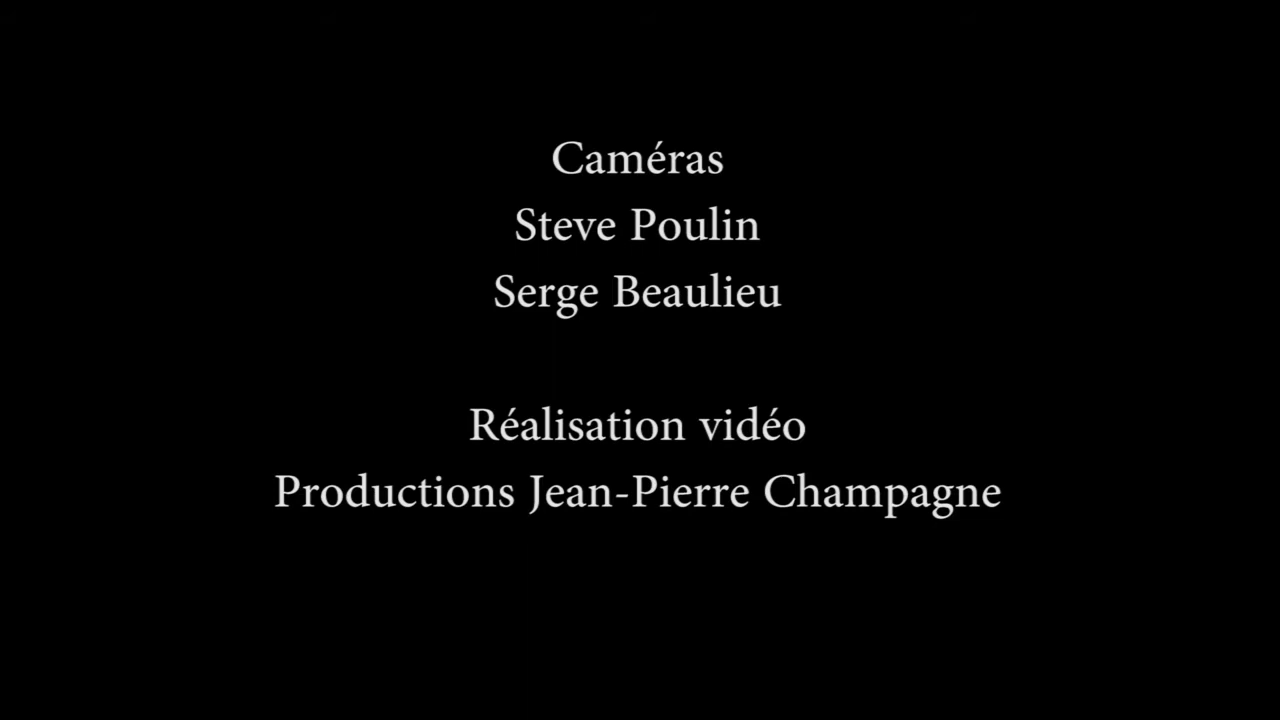 Caméras
Steve Poulin
Serge Beaulieu
Réalisation vidéo
Productions Jean-Pierre Champagne